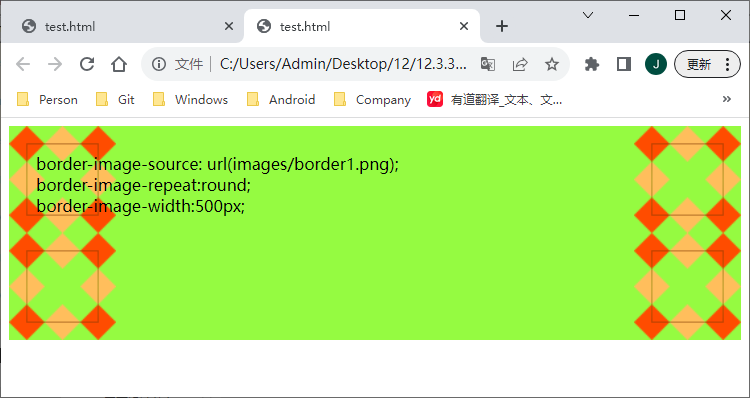 test.html
test.html
文件 C:/Users/Admin/Desktop/12/12.3.3...
J
更新
Person
Git
Windows
Android
Company
yd 有道翻译_文本、文...
border-image-source: url(images/border1.png);
border-image-repeat:round;
border-image-width:500px;